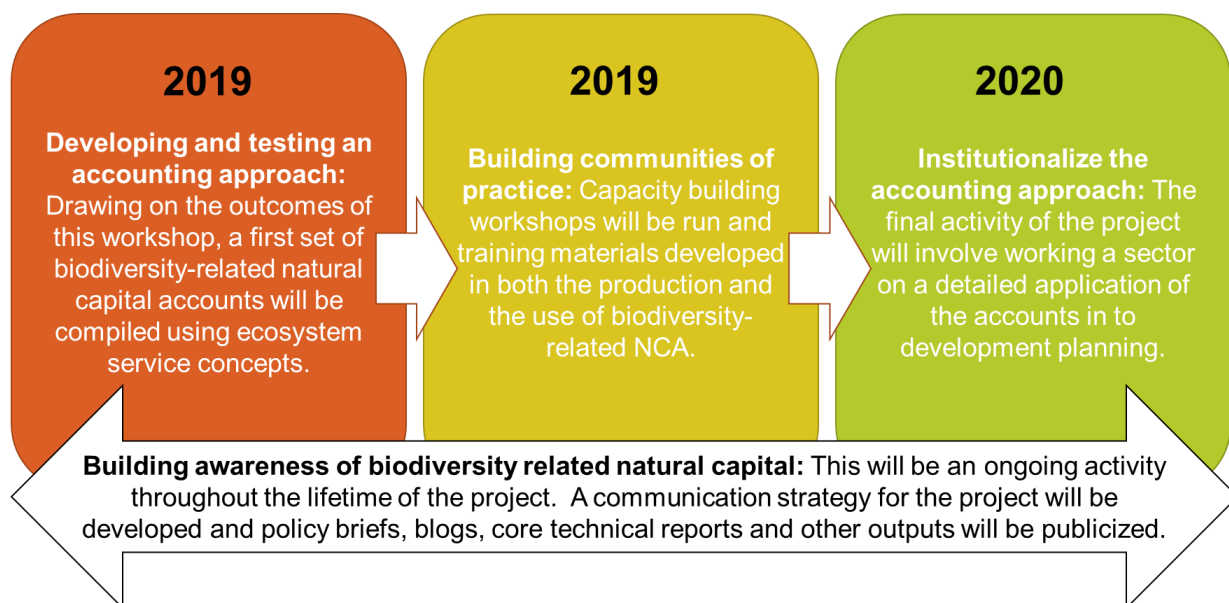 2019
Developing and testing an
accounting approach:
Drawing on the outcomes of
this workshop, a first set of
biodiversity-related natural
capital accounts will be
compiled using ecosystem
service concepts.
2019
Building communities of
practice: Capacity building
workshops will be run and
training materials developed
in both the production and
the use of biodiversity-
related NCA.
2020
Institutionalize the
accounting approach: The
final activity of the project
will involve working a sector
on a detailed application of
the accounts in to
development planning.
Building awareness of biodiversity related natural capital: This will be an ongoing activity
throughout the lifetime of the project.  A communication strategy for the project will be
developed and policy briefs, blogs, core technical reports and other outputs will be publicized.